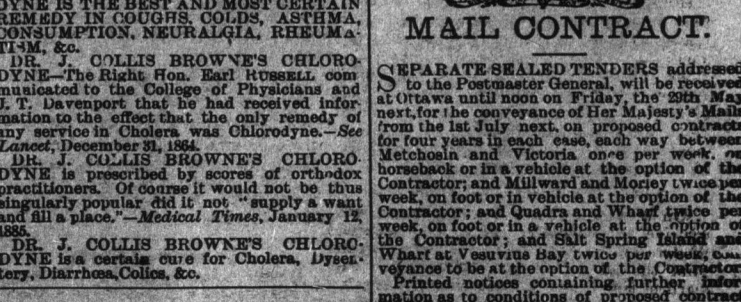 DYNE IS THE BEST AND MOST CERTAIN
REMEDY IN COUGHS, COLDS, ASTHMA,
CONSUMPTION, NEURALGIA, RHEUMA-
TISM, &c.
DR. J. COLLIS BROWNE'S CHLORO-
DYNE—The Right Hon. Earl RUSSELL com
municated to the College of Physicians and
J. T. Davenport that he had received infor-
mation to the effect that the only remedy of
any service in Cholera was Chlorodyne.—See
Lancet, December 31, 1864.
DR. J. COLLIS BROWNE'S CHLORO-
DYNE is prescribed by scores of orthodox
practitioners. Of course it would not be thus
singularly popular did it not "supply a want
and fill a place."—Medical Times, January 12,
1885.
DR. J. COLLIS BROWNE'S CHLORO-
DYNE is a certain cure for Cholera, Dysen-
tery, Diarrhœa, Colics, &c.
MAIL CONTRACT.
SEPARATE SEALED TENDERS addressed
to the Postmaster General, will be received
at Ottawa until noon on Friday, the 29th May
next, for the conveyance of Her Majesty's Mails
from the 1st July next, on proposed contracts
for four years in each case, each way between
Metchosin and Victoria once per week, on
horseback or in a vehicle at the option of the
Contractor; and Millward and Morley twice per
week, on foot or in vehicle at the option of the
Contractor; and Quadra and Wharf twice per
week, on foot or in a vehicle at the option of
the Contractor; and Salt Spring Island and
Wharf at Vesuvius Bay twice per week, con
veyance to be at the option of the Contractor
Printed notices containing further infor
mation as to conditions of proposed contract